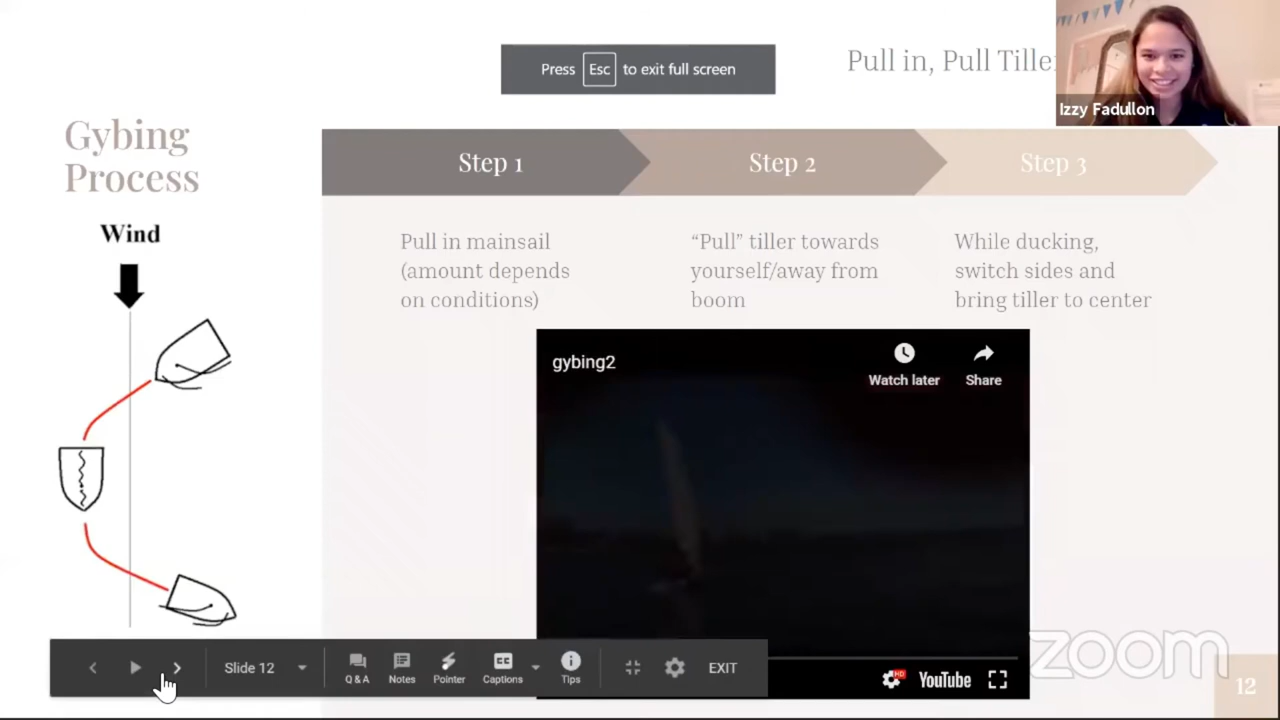 Press Esc to exit full screen
Pull in, Pull Tille
Izzy Fadullon
Gybing
Process
Wind
Step 1
Step 2
Step 3
Pull in mainsail
(amount depends
on conditions)
“Pull” tiller towards
yourself/away from
boom
While ducking,
switch sides and
bring tiller to center
gybing2
Watch later
Share
Slide 12
Q & A
Notes
Pointer
CC
Captions
Tips
EXIT
HD
YouTube
zoom
12